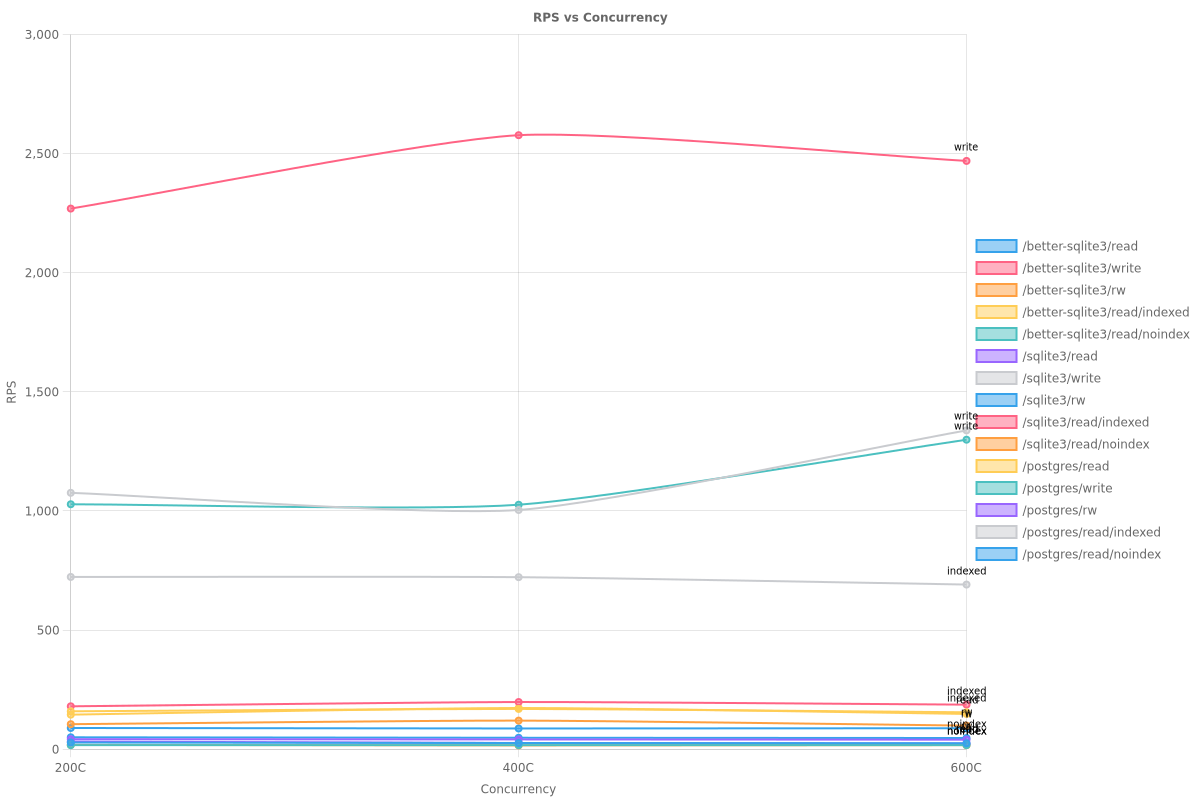 RPS vs Concurrency
3,000
2,500
2,000
1,500
1,000
500
0
RPS
200C
400C
600C
Concurrency
write
write
write
indexed
indexed
indexed
rw
noindex
noindex
/better-sqlite3/read
/better-sqlite3/write
/better-sqlite3/rw
/better-sqlite3/read/indexed
/better-sqlite3/read/noindex
/sqlite3/read
/sqlite3/write
/sqlite3/rw
/sqlite3/read/indexed
/sqlite3/read/noindex
/postgres/read
/postgres/write
/postgres/rw
/postgres/read/indexed
/postgres/read/noindex